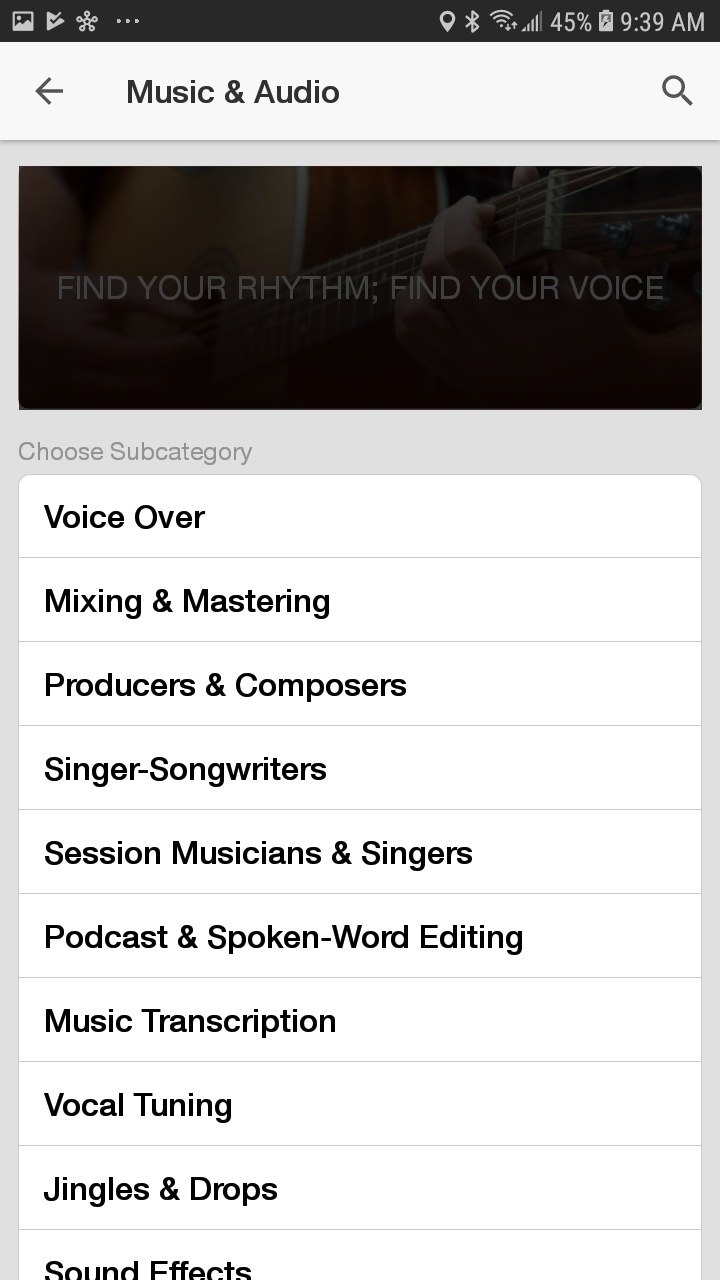 45% 9:39 AM
Music & Audio
FIND YOUR RHYTHM; FIND YOUR VOICE
Choose Subcategory
Voice Over
Mixing & Mastering
Producers & Composers
Singer-Songwriters
Session Musicians & Singers
Podcast & Spoken-Word Editing
Music Transcription
Vocal Tuning
Jingles & Drops
Sound Effects